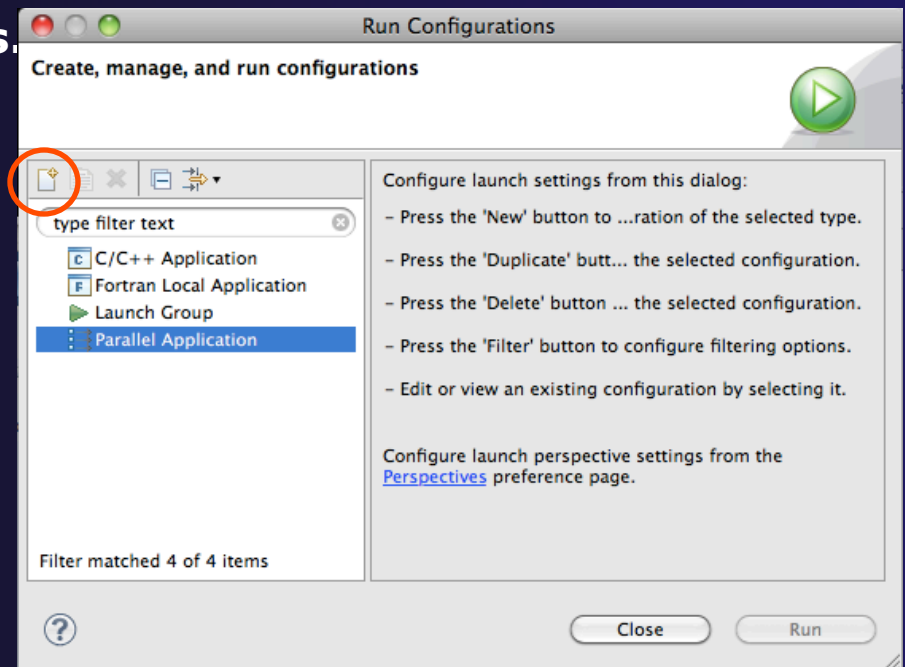 s.
Run Configurations
Create, manage, and run configurations
type filter text
C/C++ Application
Fortran Local Application
Launch Group
Parallel Application
Filter matched 4 of 4 items
Configure launch settings from this dialog:
– Press the 'New' button to ...ration of the selected type.
– Press the 'Duplicate' butt... the selected configuration.
– Press the 'Delete' button ... the selected configuration.
– Press the 'Filter' button to configure filtering options.
– Edit or view an existing configuration by selecting it.
Configure launch perspective settings from the
Perspectives preference page.
?
Close
Run